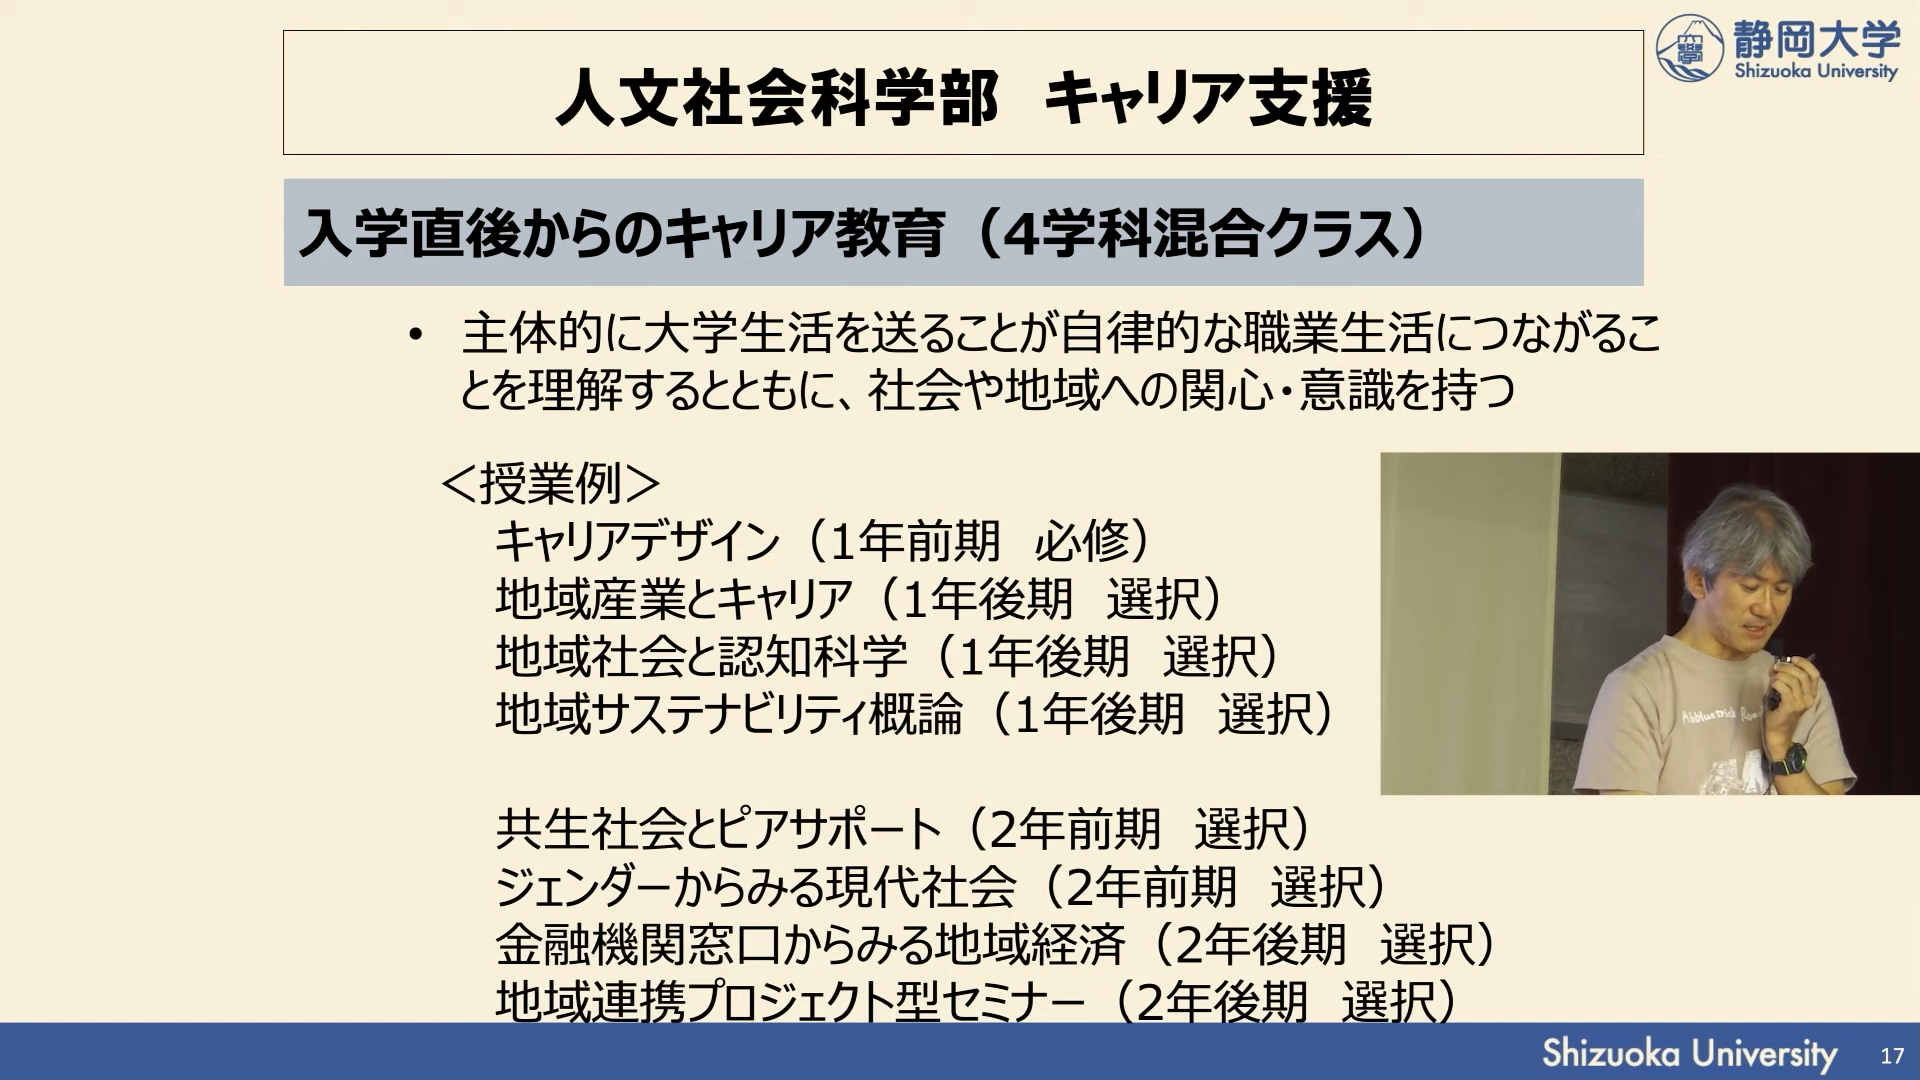 静岡大学
Shizuoka University
人文社会科学部　キャリア支援
入学直後からのキャリア教育（4学科混合クラス）
• 主体的に大学生活を送ることが自律的な職業生活につながるこ
とを理解するとともに、社会や地域への関心・意識を持つ
＜授業例＞
キャリアデザイン（1年前期　必修）
地域産業とキャリア（1年後期　選択）
地域社会と認知科学（1年後期　選択）
地域サステナビリティ概論（1年後期　選択）
共生社会とピアサポート（2年前期　選択）
ジェンダーからみる現代社会（2年前期　選択）
金融機関窓口からみる地域経済（2年後期　選択）
地域連携プロジェクト型セミナー（2年後期　選択）
Shizuoka University
17